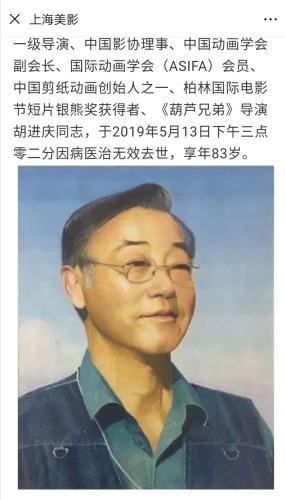 上海美影
一级导演、中国影协理事、中国动画学会
副会长、国际动画学会（ASIFA）会员、
中国剪纸动画创始人之一、柏林国际电影
节短片银熊奖获得者、《葫芦兄弟》导演
胡进庆同志，于2019年5月13日下午三点
零二分因病医治无效去世，享年83岁。